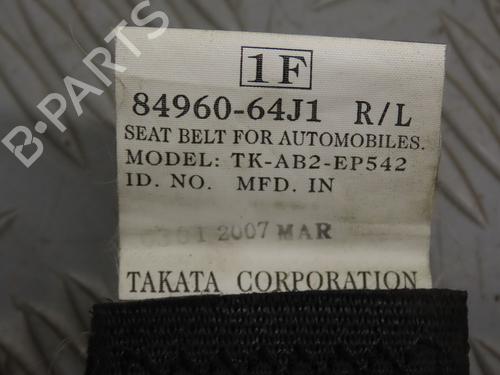 B-PARTS
1F
84960-64J1 R/L
SEAT BELT FOR AUTOMOBILES.
MODEL: TK-AB2-EP542
ID. NO. MFD. IN
0301 2007 MAR
TAKATA CORPORATION